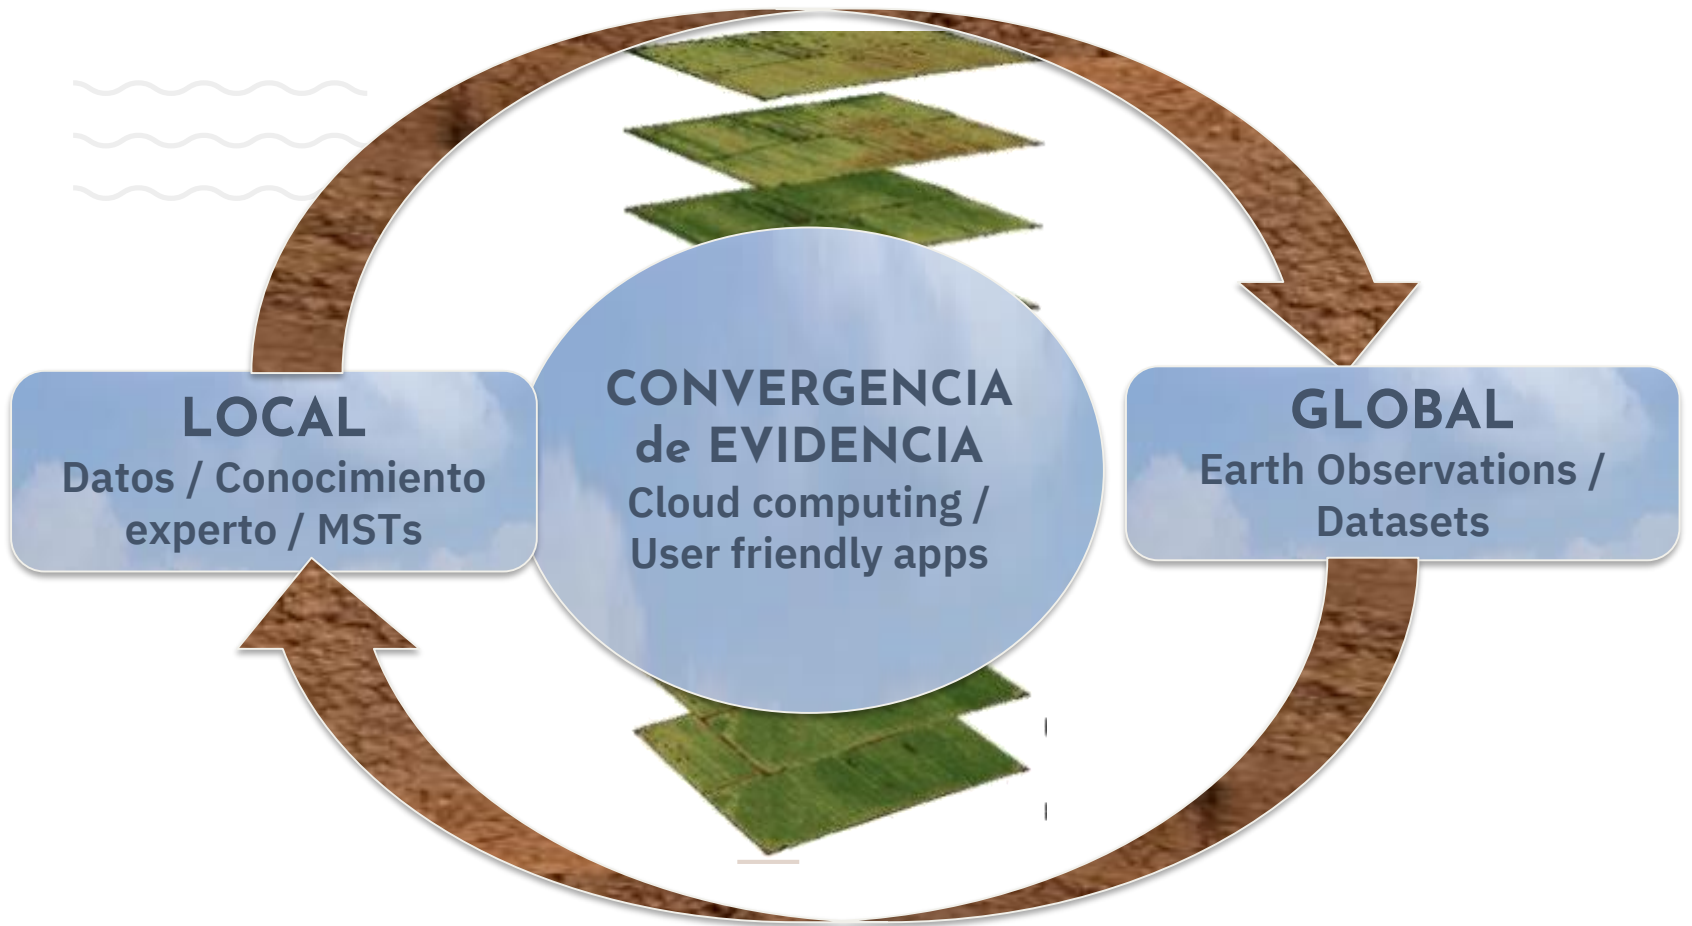 LOCAL
Datos / Conocimiento
experto / MSTs
CONVERGENCIA
de EVIDENCIA
Cloud computing /
User friendly apps
GLOBAL
Earth Observations /
Datasets